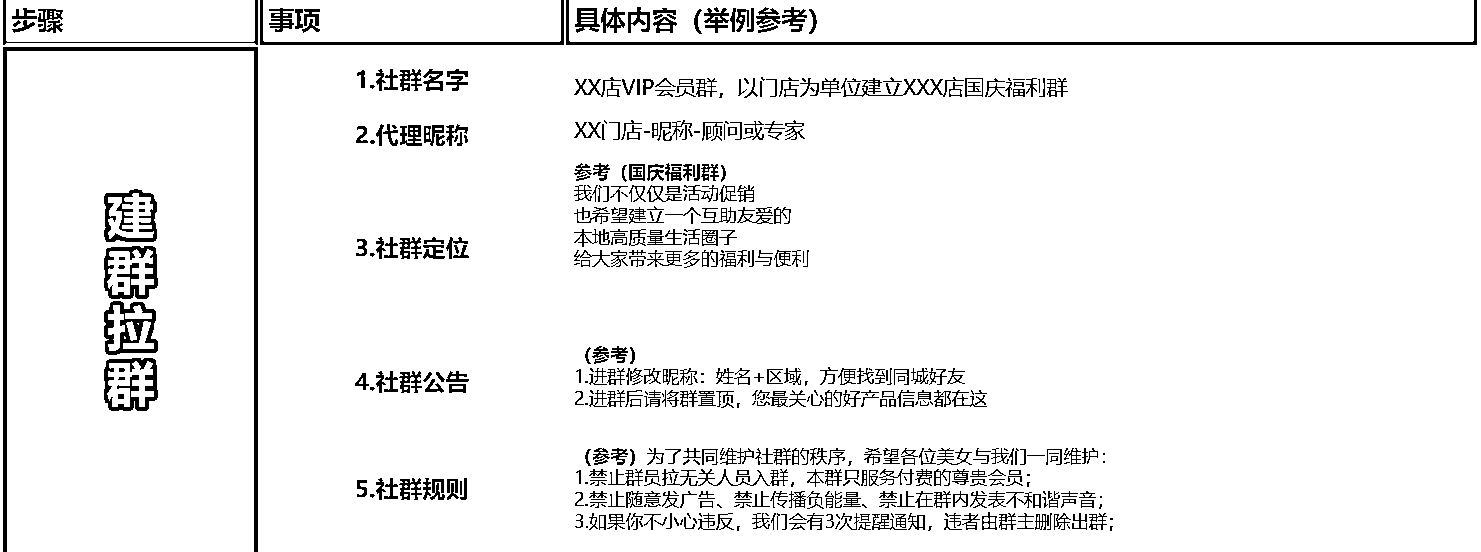 步骤
事项
具体内容（举例参考）
建群拉群
1.社群名字
XX店VIP会员群，以门店为单位建立XXX店国庆福利群
2.代理昵称
XX门店-昵称-顾问或专家
3.社群定位
参考（国庆福利群）
我们不仅仅是活动促销
也希望建立一个互助友爱的
本地高质量生活圈子
给大家带来更多的福利与便利
4.社群公告
（参考）
1.进群修改昵称：姓名+区域，方便找到同城好友
2.进群后请将群置顶，您最关心的好产品信息都在这
5.社群规则
（参考）为了共同维护社群的秩序，希望各位美女与我们一同维护：
1.禁止群员拉无关人员入群，本群只服务付费的尊贵会员；
2.禁止随意发广告、禁止传播负能量、禁止在群内发表不和谐声音；
3.如果你不小心违反，我们会有3次提醒通知，违者由群主删除出群；